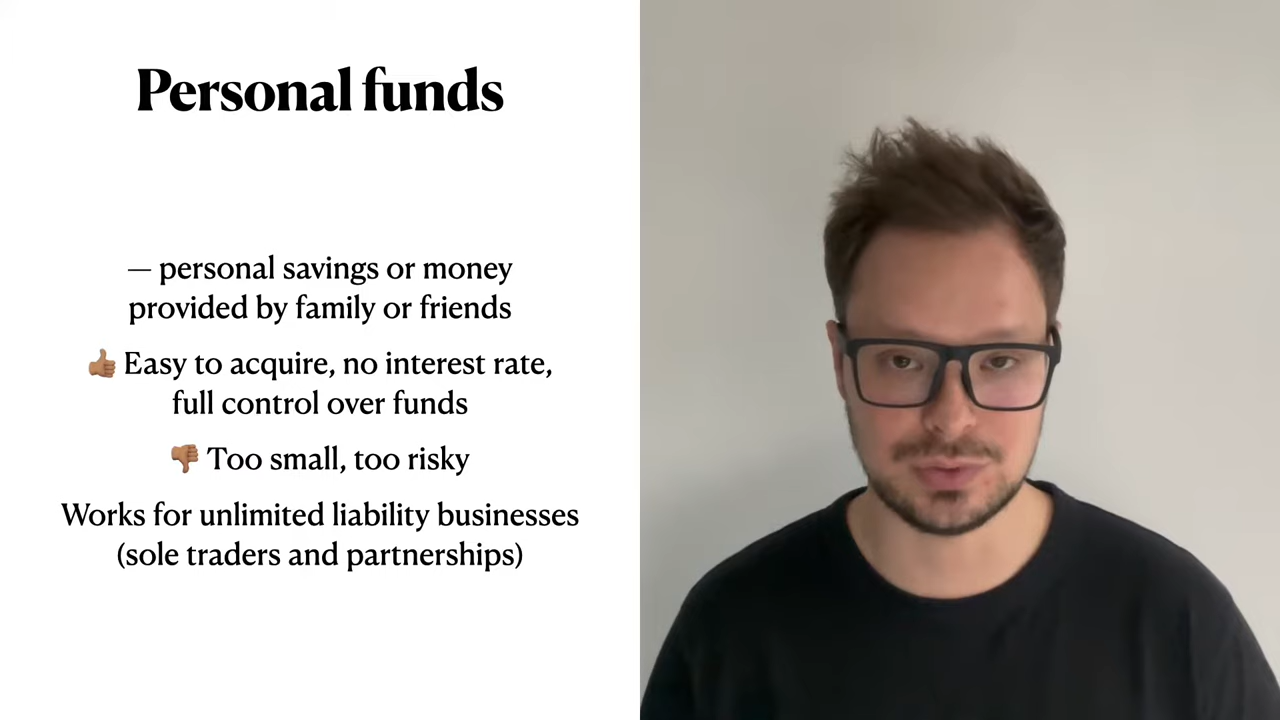 Personal funds
— personal savings or money
provided by family or friends
👍🏽 Easy to acquire, no interest rate,
full control over funds
👎🏽 Too small, too risky
Works for unlimited liability businesses
(sole traders and partnerships)